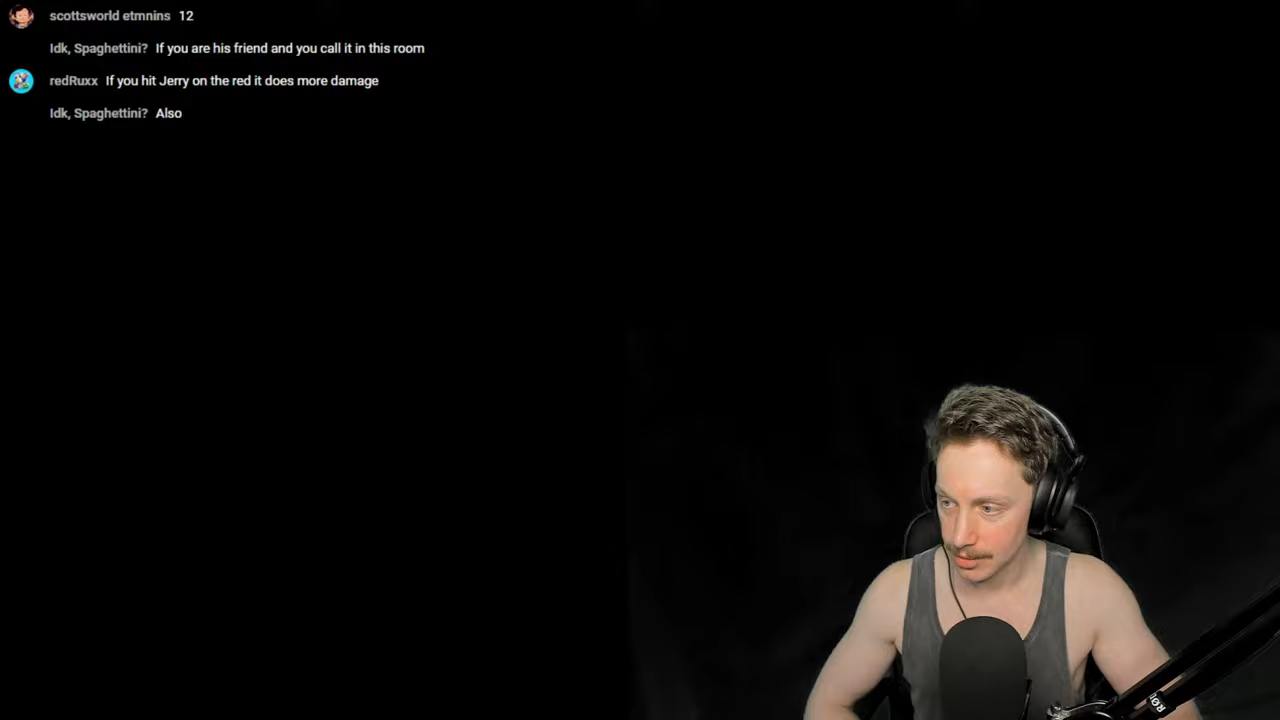 scottsworld etmnins 12
Idk, Spaghettini? If you are his friend and you call it in this room
redRuxx If you hit Jerry on the red it does more damage
Idk, Spaghettini? Also